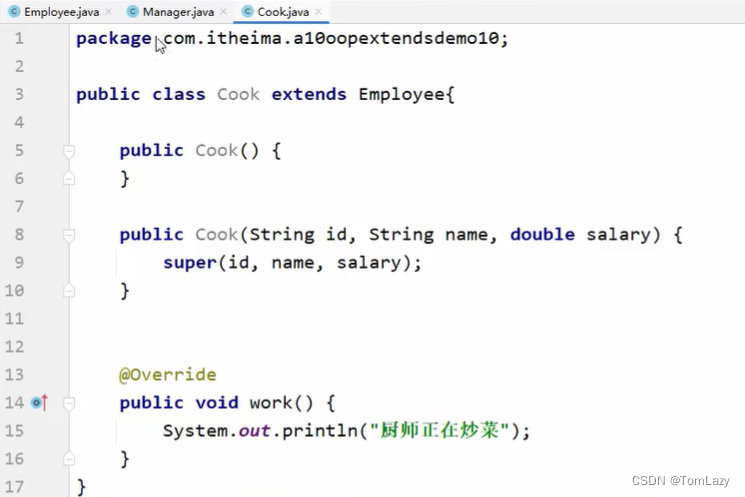 Employee.java
Manager.java
Cook.java
1 package com.itheima.a10oopextendsdemo10;
2
3 public class Cook extends Employee{
4
5 public Cook() {
6 }
7
8 public Cook(String id, String name, double salary) {
9 super(id, name, salary);
10 }
11
12
13 @Override
14 public void work() {
15 System.out.println("厨师正在炒菜");
16 }
17 }
CSDN @TomLazy